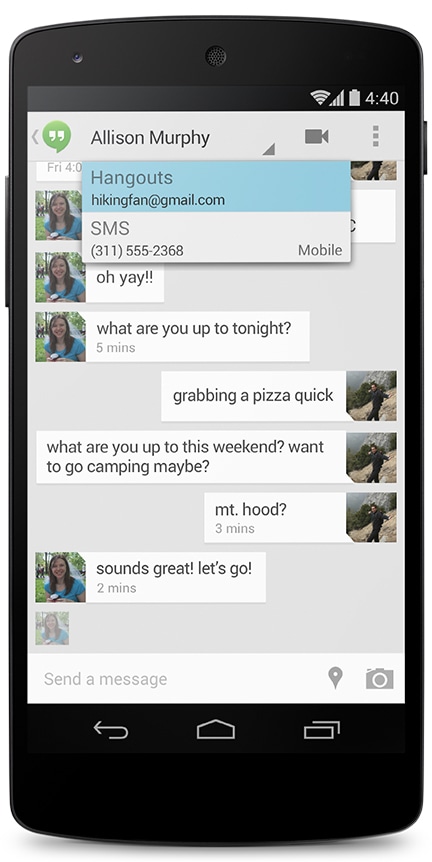 4:40
Allison Murphy
Fri 4:0
Hangouts
hikingfan@gmail.com
SMS
(311) 555-2368 Mobile
oh yay!!
what are you up to tonight?
5 mins
grabbing a pizza quick
what are you up to this weekend? want
to go camping maybe?
mt. hood?
3 mins
sounds great! let's go!
2 mins
Send a message